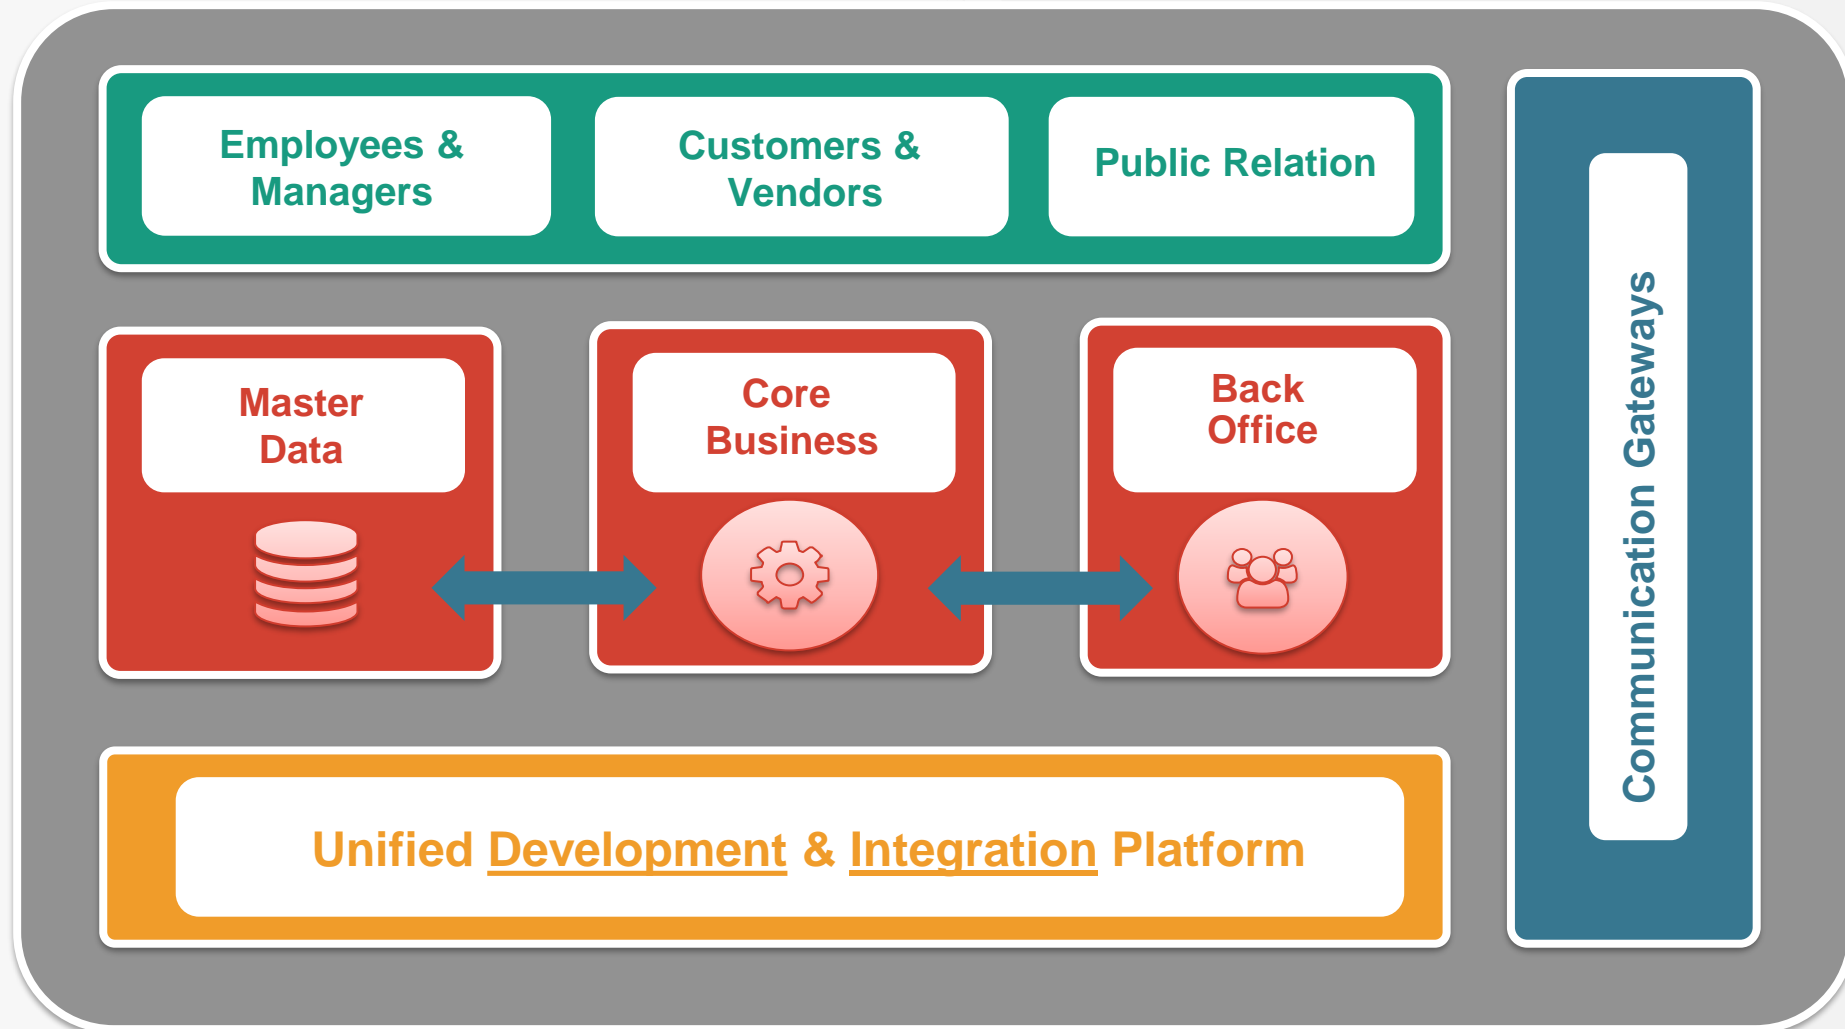 Employees &
Managers
Customers &
Vendors
Public Relation
Master
Data
Core
Business
Back
Office
Unified Development & Integration Platform
Communication Gateways